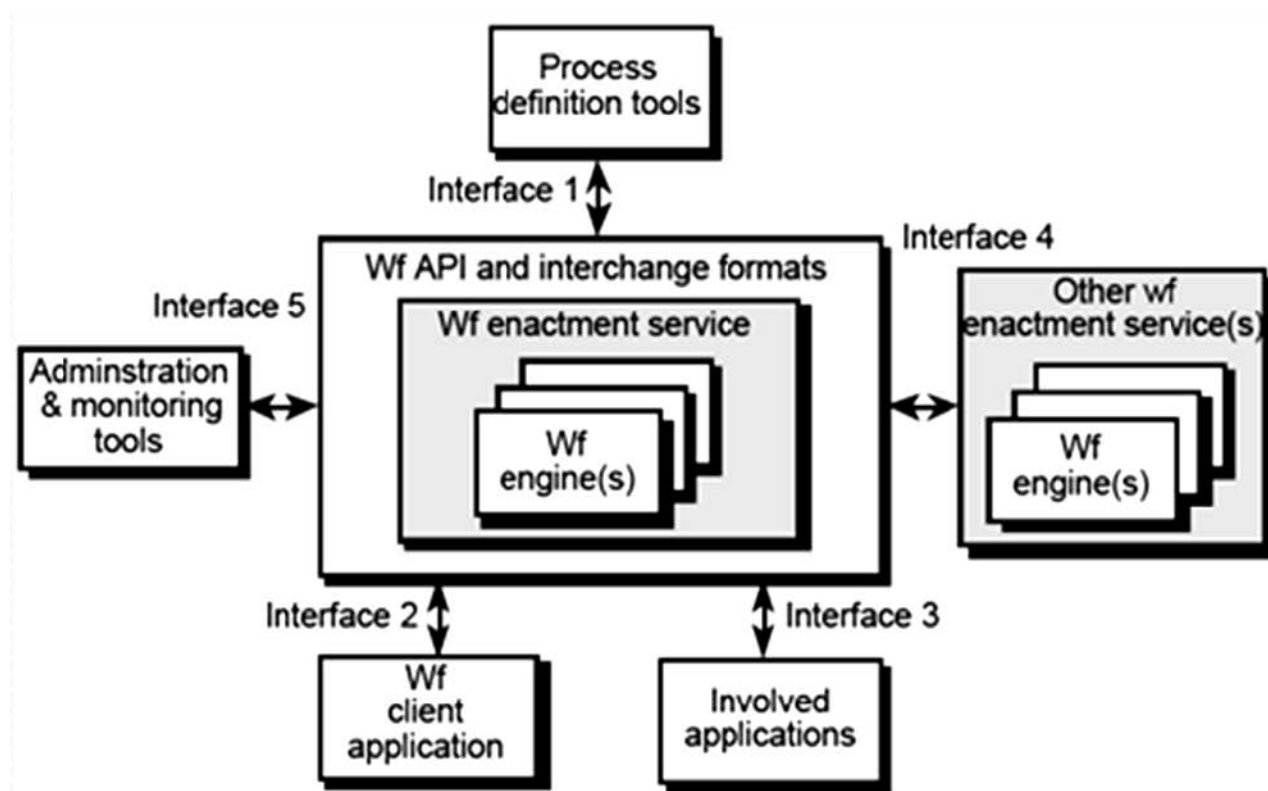 Process
definition tools
Interface 1
Interface 4
Wf API and interchange formats
Other wf
enactment service(s)
Interface 5
Wf enactment service
Adminstration
& monitoring
tools
Wf
engine(s)
Wf
engine(s)
Interface 2
Interface 3
Wf
client
application
Involved
applications